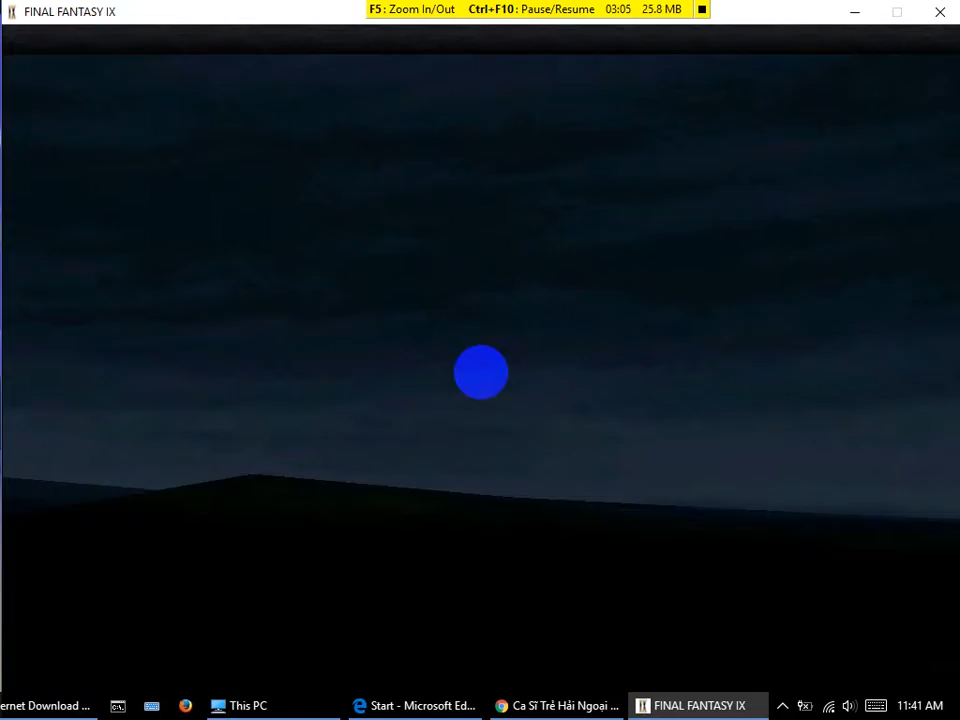 FINAL FANTASY IX
F5: Zoom In/Out Ctrl+F10: Pause/Resume 03:05 25.8 MB
ernet Download ...
This PC
Start - Microsoft Ed...
Ca Sĩ Trẻ Hải Ngoại ...
FINAL FANTASY IX
11:41 AM